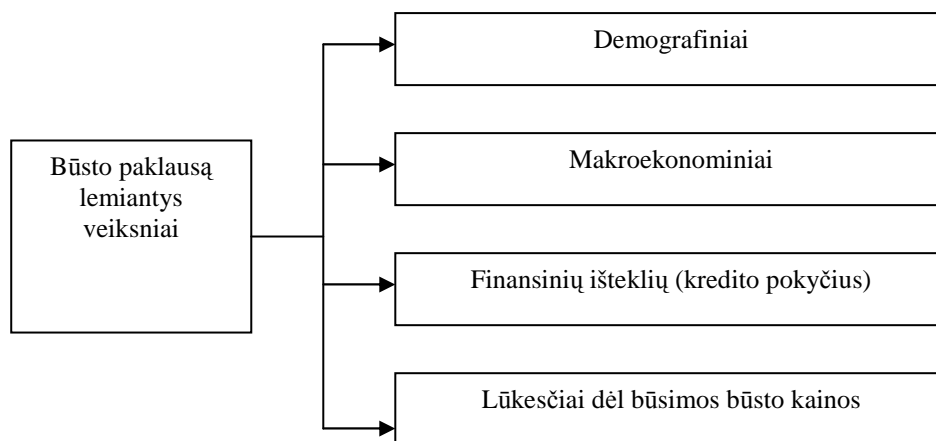 Būsto paklausą
lemiantys
veiksniai
Demografiniai
Makroekonominiai
Finansinių išteklių (kredito pokyčius)
Lūkesčiai dėl būsimos būsto kainos